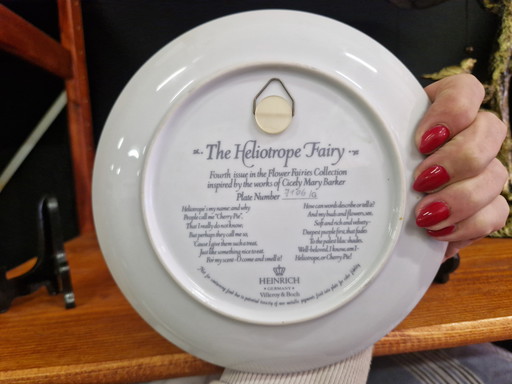 The Heliotrope Fairy
Fourth issue in the Flower Fairies Collection
inspired by the works of Cicely Mary Barker
Plate Number
Heliotrope's my name; and why
People call me "Cherry Pie",
That I really do not know;
But perhaps they call me so,
'Cause I give them such a treat,
Just like something nice to eat.
For my scent—O come and smell it!
How can words describe or tell it?
And my buds and flowers, see,
Soft and rich and velvety—
Deepest purple first, that fades
To the palest lilac shades.
Well-beloved, I know, am I—
Heliotrope, or Cherry Pie!
HEINRICH
GERMANY
Villeroy & Boch